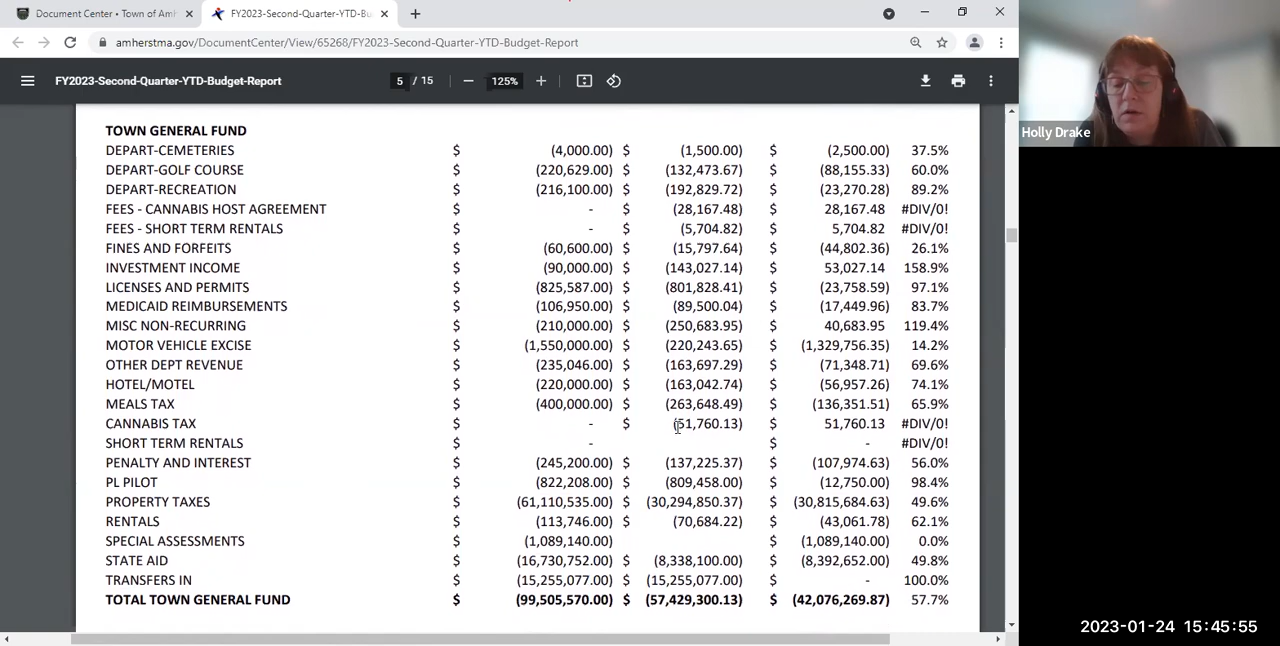 Document Center • Town of Amh
FY2023-Second-Quarter-YTD-Bu
amherstma.gov/DocumentCenter/View/65268/FY2023-Second-Quarter-YTD-Budget-Report
FY2023-Second-Quarter-YTD-Budget-Report 5 / 15 125%
Holly Drake
TOWN GENERAL FUND
DEPART-CEMETERIES $ (4,000.00) $ (1,500.00) $ (2,500.00) 37.5%
DEPART-GOLF COURSE $ (220,629.00) $ (132,473.67) $ (88,155.33) 60.0%
DEPART-RECREATION $ (216,100.00) $ (192,829.72) $ (23,270.28) 89.2%
FEES - CANNABIS HOST AGREEMENT $ - $ (28,167.48) $ 28,167.48 #DIV/0!
FEES - SHORT TERM RENTALS $ - $ (5,704.82) $ 5,704.82 #DIV/0!
FINES AND FORFEITS $ (60,600.00) $ (15,797.64) $ (44,802.36) 26.1%
INVESTMENT INCOME $ (90,000.00) $ (143,027.14) $ 53,027.14 158.9%
LICENSES AND PERMITS $ (825,587.00) $ (801,828.41) $ (23,758.59) 97.1%
MEDICAID REIMBURSEMENTS $ (106,950.00) $ (89,500.04) $ (17,449.96) 83.7%
MISC NON-RECURRING $ (210,000.00) $ (250,683.95) $ 40,683.95 119.4%
MOTOR VEHICLE EXCISE $ (1,550,000.00) $ (220,243.65) $ (1,329,756.35) 14.2%
OTHER DEPT REVENUE $ (235,046.00) $ (163,697.29) $ (71,348.71) 69.6%
HOTEL/MOTEL $ (220,000.00) $ (163,042.74) $ (56,957.26) 74.1%
MEALS TAX $ (400,000.00) $ (263,648.49) $ (136,351.51) 65.9%
CANNABIS TAX $ - $ (51,760.13) $ 51,760.13 #DIV/0!
SHORT TERM RENTALS $ - $ - #DIV/0!
PENALTY AND INTEREST $ (245,200.00) $ (137,225.37) $ (107,974.63) 56.0%
PL PILOT $ (822,208.00) $ (809,458.00) $ (12,750.00) 98.4%
PROPERTY TAXES $ (61,110,535.00) $ (30,294,850.37) $ (30,815,684.63) 49.6%
RENTALS $ (113,746.00) $ (70,684.22) $ (43,061.78) 62.1%
SPECIAL ASSESSMENTS $ (1,089,140.00) $ (1,089,140.00) 0.0%
STATE AID $ (16,730,752.00) $ (8,338,100.00) $ (8,392,652.00) 49.8%
TRANSFERS IN $ (15,255,077.00) $ (15,255,077.00) $ - 100.0%
TOTAL TOWN GENERAL FUND $ (99,505,570.00) $ (57,429,300.13) $ (42,076,269.87) 57.7%
2023-01-24 15:45:55